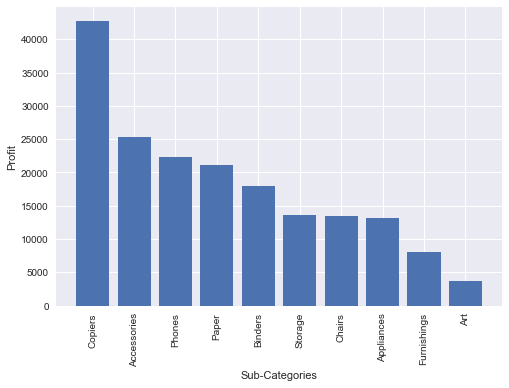 40000
35000
30000
25000
20000
15000
10000
5000
0
Profit
Copiers
Accessories
Phones
Paper
Binders
Storage
Chairs
Appliances
Furnishings
Art
Sub-Categories